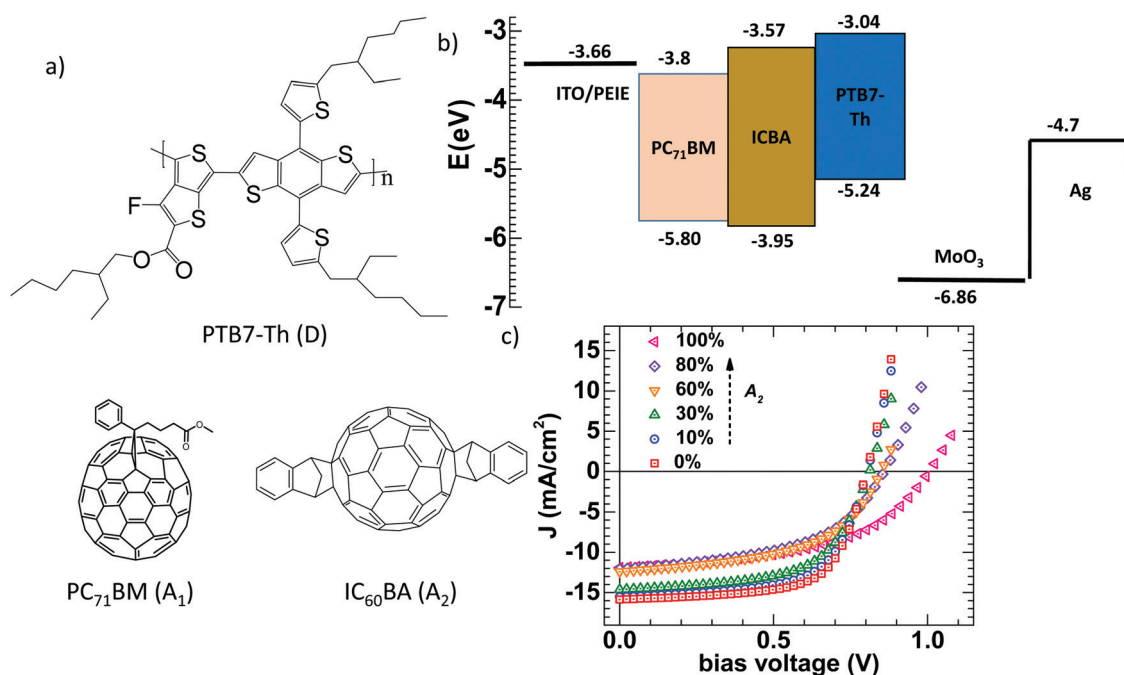 a)
S
S
S
F
S
S
S
n
O
O
PTB7-Th (D)
O
O
PC₇₁BM (A₁)
IC₆₀BA (A₂)
b)
E(eV)
-3
-4
-5
-6
-7
-3.66
ITO/PEIE
-3.8
PC₇₁BM
-5.80
-3.57
ICBA
-3.95
-3.04
PTB7-
Th
-5.24
MoO₃
-6.86
-4.7
Ag
c)
J (mA/cm²)
15
10
5
0
-5
-10
-15
100%
80%
60%
30%
10%
0%
A₂
0.0
0.5
1.0
bias voltage (V)